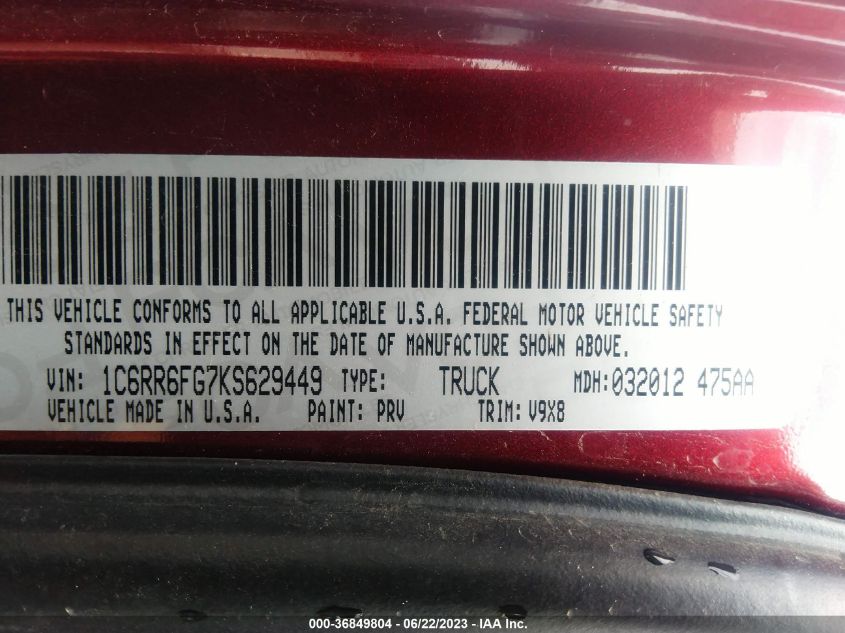 THIS VEHICLE CONFORMS TO ALL APPLICABLE U.S.A. FEDERAL MOTOR VEHICLE SAFETY
STANDARDS IN EFFECT ON THE DATE OF MANUFACTURE SHOWN ABOVE.
VIN: 1C6RR6FG7KS629449 TYPE: TRUCK MDH: 032012 475AA
VEHICLE MADE IN U.S.A. PAINT: PRV TRIM: V9X8
000-36849804 - 06/22/2023 - IAA Inc.